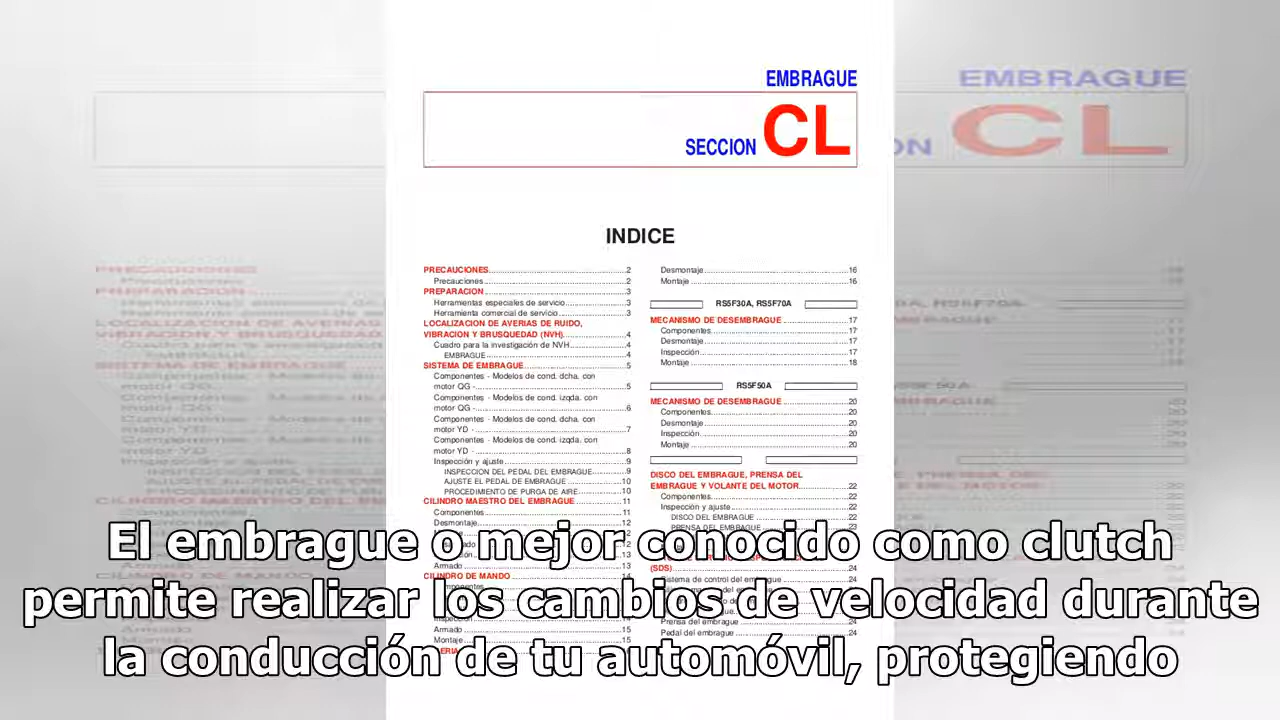 EMBRAGUE
SECCION CL
INDICE
PRECAUCIONES 2
Precauciones 2
PREPARACION 3
Herramientas especiales de servicio 3
Herramienta comercial de servicio 3
LOCALIZACION DE AVERIAS DE RUIDO,
VIBRACION Y BRUSQUEDAD (NVH) 4
Cuadro para la investigación de NVH 4
EMBRAGUE 4
SISTEMA DE EMBRAGUE 5
Componentes - Modelos de cond. dcha. con
motor QG - 5
Componentes - Modelos de cond. izqda. con
motor QG - 6
Componentes - Modelos de cond. dcha. con
motor YD - 7
Componentes - Modelos de cond. izqda. con
motor YD - 8
Inspección y ajuste 9
INSPECCION DEL PEDAL DEL EMBRAGUE 9
AJUSTE EL PEDAL DE EMBRAGUE 10
PROCEDIMIENTO DE PURGA DE AIRE 10
CILINDRO MAESTRO DEL EMBRAGUE 11
Componentes 11
Desmontaje 12
Armado 13
CILINDRO DE MANDO
Armado 15
Montaje 15
Desmontaje 16
Montaje 16
RS5F30A, RS5F70A
MECANISMO DE DESEMBRAGUE 17
Componentes 17
Desmontaje 17
Inspección 17
Montaje 18
RS5F50A
MECANISMO DE DESEMBRAGUE 20
Componentes 20
Desmontaje 20
Inspección 20
Montaje 20
DISCO DEL EMBRAGUE, PRENSA DEL
EMBRAGUE Y VOLANTE DEL MOTOR 22
Componentes 22
Inspección y ajuste 22
DISCO DEL EMBRAGUE 22
PRENSA DEL EMBRAGUE 23
(SDS) 24
Sistema de control del embrague 24
Prensa del embrague 24
Pedal del embrague 24
El embrague o mejor conocido como clutch
permite realizar los cambios de velocidad durante
la conducción de tu automóvil, protegiendo